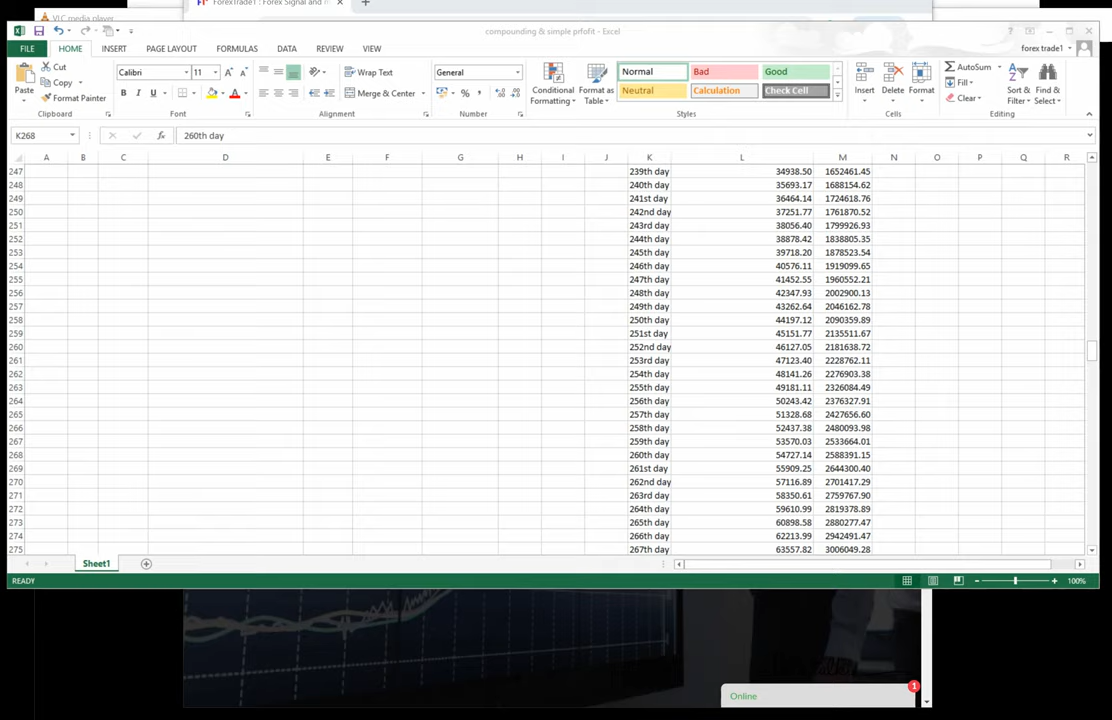 ForexTrade1 : Forex Signal and
VLC media player
compounding & simple prfofit - Excel
FILE HOME INSERT PAGE LAYOUT FORMULAS DATA REVIEW VIEW
forex trade1
Paste
Cut
Copy
Format Painter
Clipboard
Calibri 11
B I U A
Font
Wrap Text
Merge & Center
Alignment
General
%
Number
Conditional Formatting
Format as Table
Normal Bad Good
Neutral Calculation Check Cell
Styles
Insert Delete Format
Cells
AutoSum
Fill
Clear
Sort & Filter
Find & Select
Editing
K268 fx 260th day
A B C D E F G H I J K L M N O P Q R
247 239th day 34938.50 1652461.45
248 240th day 35693.17 1688154.62
249 241st day 36464.14 1724618.76
250 242nd day 37251.77 1761870.52
251 243rd day 38056.40 1799926.93
252 244th day 38878.42 1838805.35
253 245th day 39718.20 1878523.54
254 246th day 40576.11 1919099.65
255 247th day 41452.55 1960552.21
256 248th day 42347.93 2002900.13
257 249th day 43262.64 2046162.78
258 250th day 44197.12 2090359.89
259 251st day 45151.77 2135511.67
260 252nd day 46127.05 2181638.72
261 253rd day 47123.40 2228762.11
262 254th day 48141.26 2276903.38
263 255th day 49181.11 2326084.49
264 256th day 50243.42 2376327.91
265 257th day 51328.68 2427656.60
266 258th day 52437.38 2480093.98
267 259th day 53570.03 2533664.01
268 260th day 54727.14 2588391.15
269 261st day 55909.25 2644300.40
270 262nd day 57116.89 2701417.29
271 263rd day 58350.61 2759767.90
272 264th day 59610.99 2819378.89
273 265th day 60898.58 2880277.47
274 266th day 62213.99 2942491.47
275 267th day 63557.82 3006049.28
Sheet1
READY 100%
Online 1